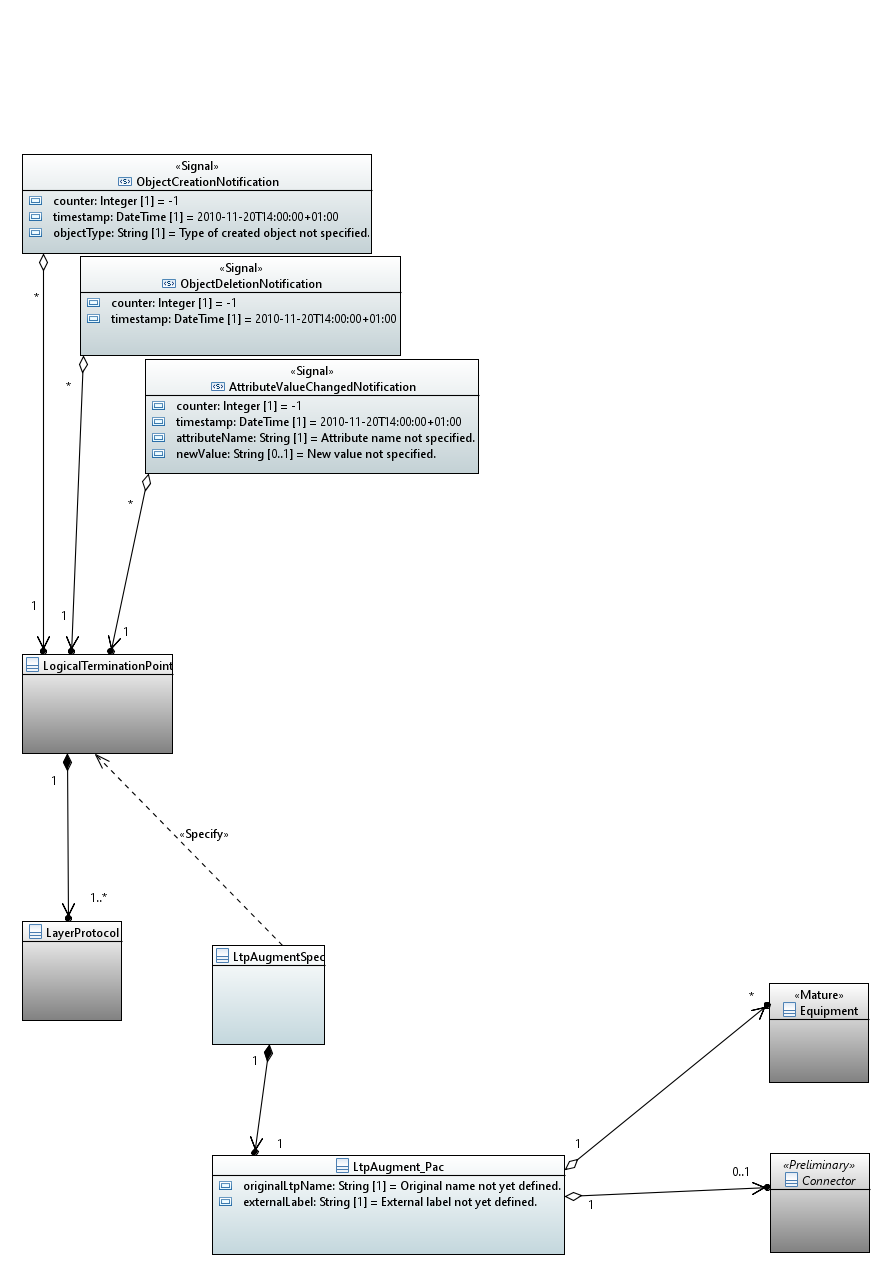 «Signal»
ObjectCreationNotification
counter: Integer [1] = -1
timestamp: DateTime [1] = 2010-11-20T14:00:00+01:00
objectType: String [1] = Type of created object not specified.
«Signal»
ObjectDeletionNotification
counter: Integer [1] = -1
timestamp: DateTime [1] = 2010-11-20T14:00:00+01:00
*
«Signal»
AttributeValueChangedNotification
counter: Integer [1] = -1
timestamp: DateTime [1] = 2010-11-20T14:00:00+01:00
attributeName: String [1] = Attribute name not specified.
newValue: String [0..1] = New value not specified.
*
*
1
1
1
LogicalTerminationPoint
1
«Specify»
1..*
LayerProtocol
LtpAugmentSpec
1
1
LtpAugment_Pac
originalLtpName: String [1] = Original name not yet defined.
externalLabel: String [1] = External label not yet defined.
*
1
«Mature»
Equipment
0..1
1
«Preliminary»
Connector